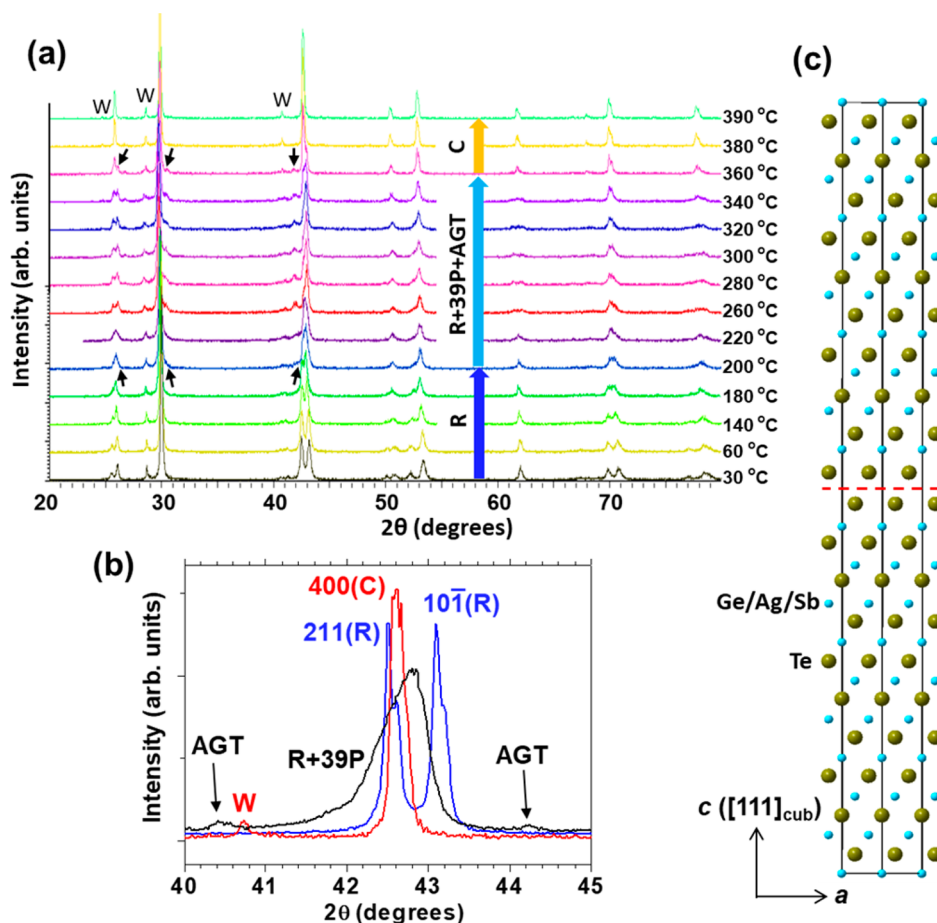 (a)
(c)
W W W
390 °C
380 °C
360 °C
340 °C
320 °C
300 °C
280 °C
260 °C
220 °C
200 °C
180 °C
140 °C
60 °C
30 °C
C
R+39P+AGT
R
Intensity (arb. units)
20 30 40 50 60 70
2θ (degrees)
(b)
400(C)
211(R)
101̄(R)
AGT
R+39P
AGT
W
Intensity (arb. units)
40 41 42 43 44 45
2θ (degrees)
Ge/Ag/Sb
Te
c ([111]cub)
a